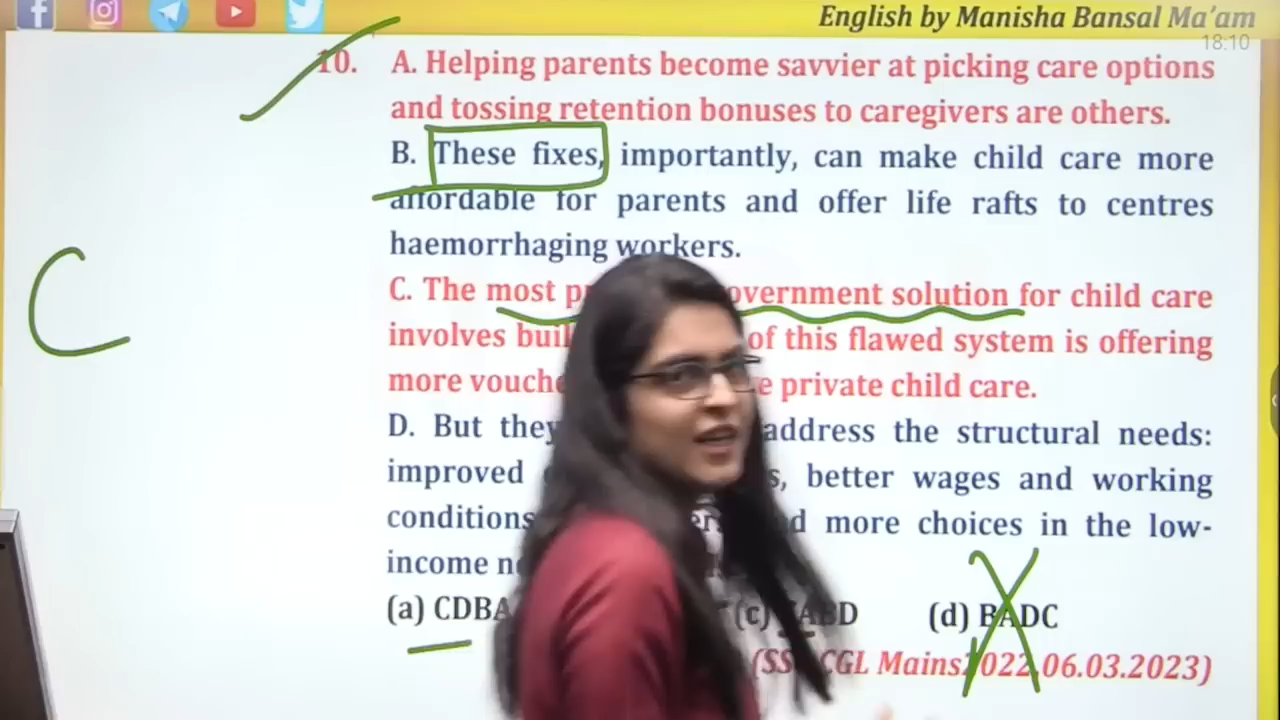 English by Manisha Bansal Ma'am
18:10
10. A. Helping parents become savvier at picking care options
and tossing retention bonuses to caregivers are others.
B. These fixes, importantly, can make child care more
affordable for parents and offer life rafts to centres
haemorrhaging workers.
C
C. The most government solution for child care
involves of this flawed system is offering
more private child care.
D. But they address the structural needs:
improved better wages and working
conditions more choices in the low-
income
(a) CDBA (c) (d) BADC
CGL Mains 2022 06.03.2023)